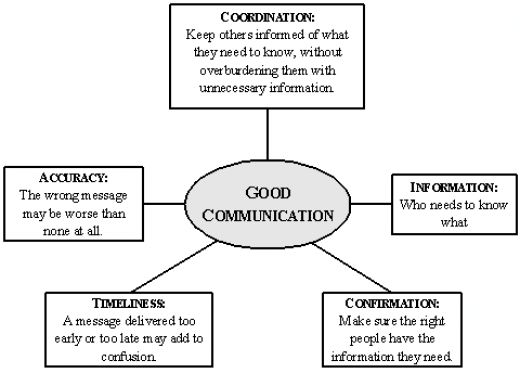 COORDINATION:
Keep others informed of what
they need to know, without
overburdening them with
unnecessary information.
ACCURACY:
The wrong message
may be worse than
none at all.
GOOD
COMMUNICATION
INFORMATION:
Who needs to know
what
TIMELINESS:
A message delivered too
early or too late may add to
confusion.
CONFIRMATION:
Make sure the right
people have the
information they need.